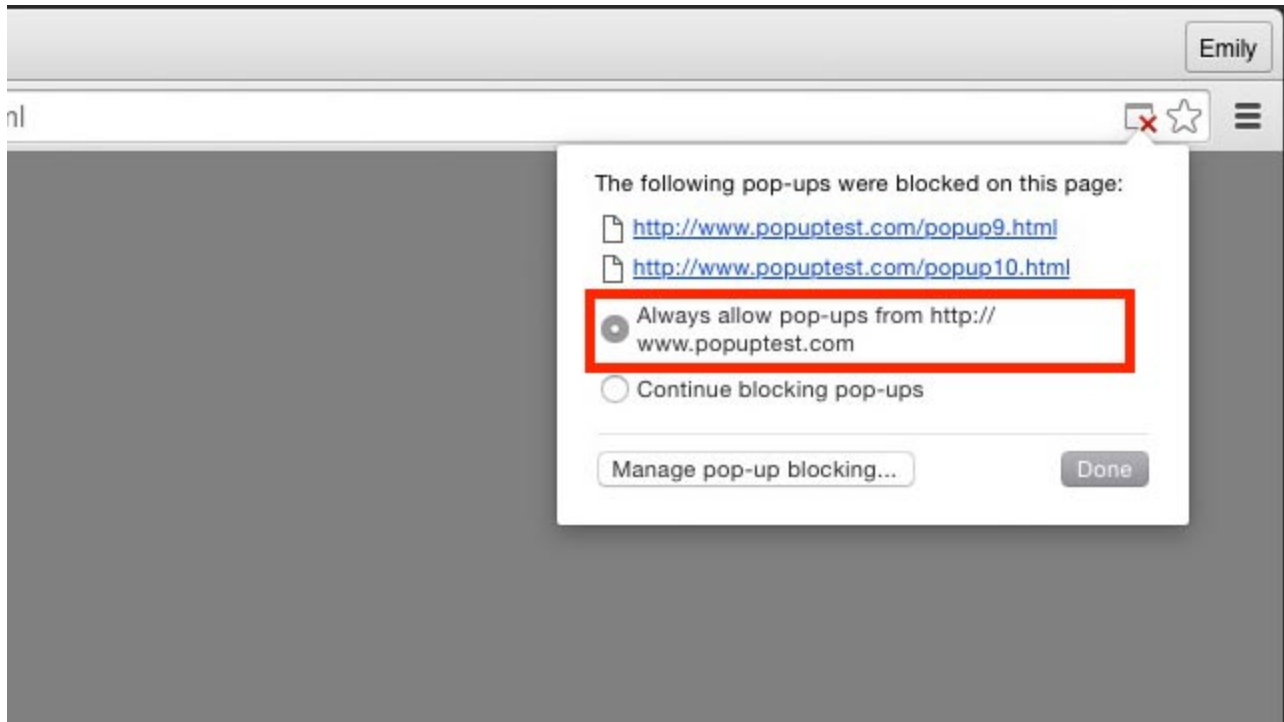 Emily
ml
The following pop-ups were blocked on this page:
http://www.popuptest.com/popup9.html
http://www.popuptest.com/popup10.html
Always allow pop-ups from http://
www.popuptest.com
Continue blocking pop-ups
Manage pop-up blocking...
Done